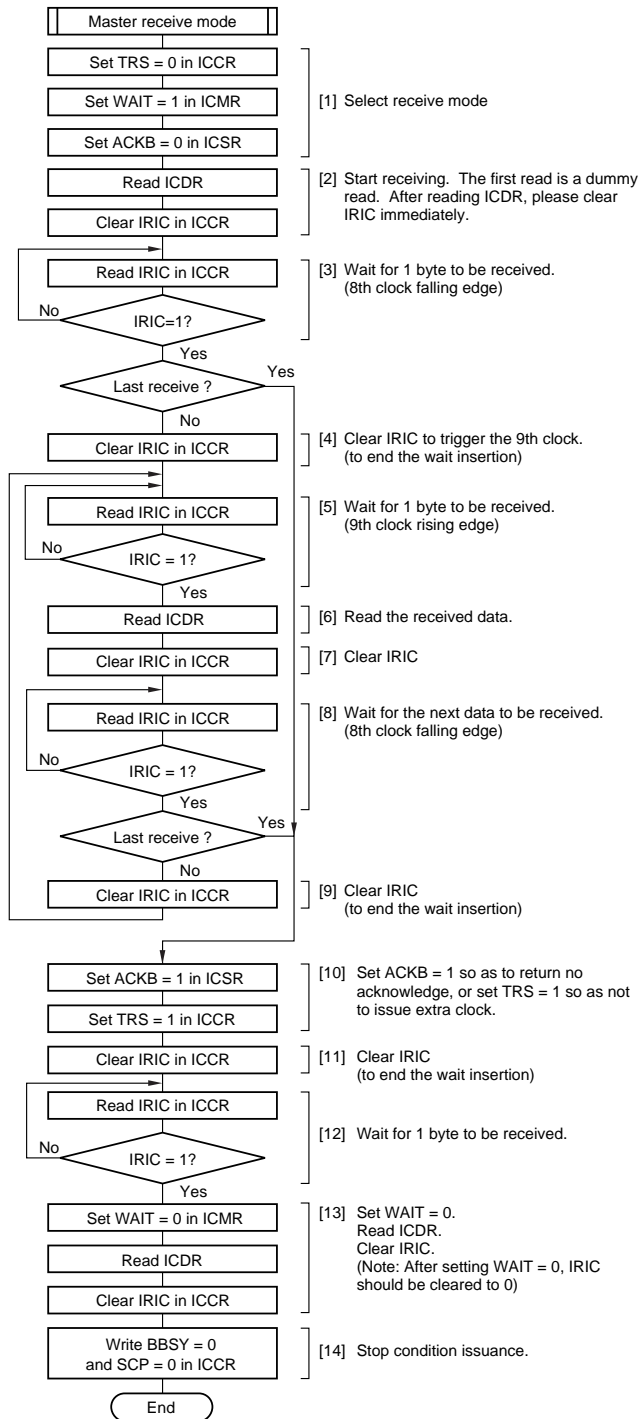 Master receive mode
Set TRS = 0 in ICCR
Set WAIT = 1 in ICMR
[1] Select receive mode
Set ACKB = 0 in ICSR
Read ICDR
[2] Start receiving. The first read is a dummy
read. After reading ICDR, please clear
IRIC immediately.
Clear IRIC in ICCR
Read IRIC in ICCR
[3] Wait for 1 byte to be received.
(8th clock falling edge)
No
IRIC=1?
Yes
Last receive ?
Yes
No
Clear IRIC in ICCR
[4] Clear IRIC to trigger the 9th clock.
(to end the wait insertion)
Read IRIC in ICCR
[5] Wait for 1 byte to be received.
(9th clock rising edge)
No
IRIC = 1?
Yes
Read ICDR
[6] Read the received data.
Clear IRIC in ICCR
[7] Clear IRIC
Read IRIC in ICCR
[8] Wait for the next data to be received.
(8th clock falling edge)
No
IRIC = 1?
Yes
Last receive ?
Yes
No
Clear IRIC in ICCR
[9] Clear IRIC
(to end the wait insertion)
Set ACKB = 1 in ICSR
[10] Set ACKB = 1 so as to return no
acknowledge, or set TRS = 1 so as not
to issue extra clock.
Set TRS = 1 in ICCR
Clear IRIC in ICCR
[11] Clear IRIC
(to end the wait insertion)
Read IRIC in ICCR
[12] Wait for 1 byte to be received.
No
IRIC = 1?
Yes
Set WAIT = 0 in ICMR
[13] Set WAIT = 0.
Read ICDR.
Clear IRIC.
(Note: After setting WAIT = 0, IRIC
should be cleared to 0)
Read ICDR
Clear IRIC in ICCR
Write BBSY = 0
and SCP = 0 in ICCR
[14] Stop condition issuance.
End